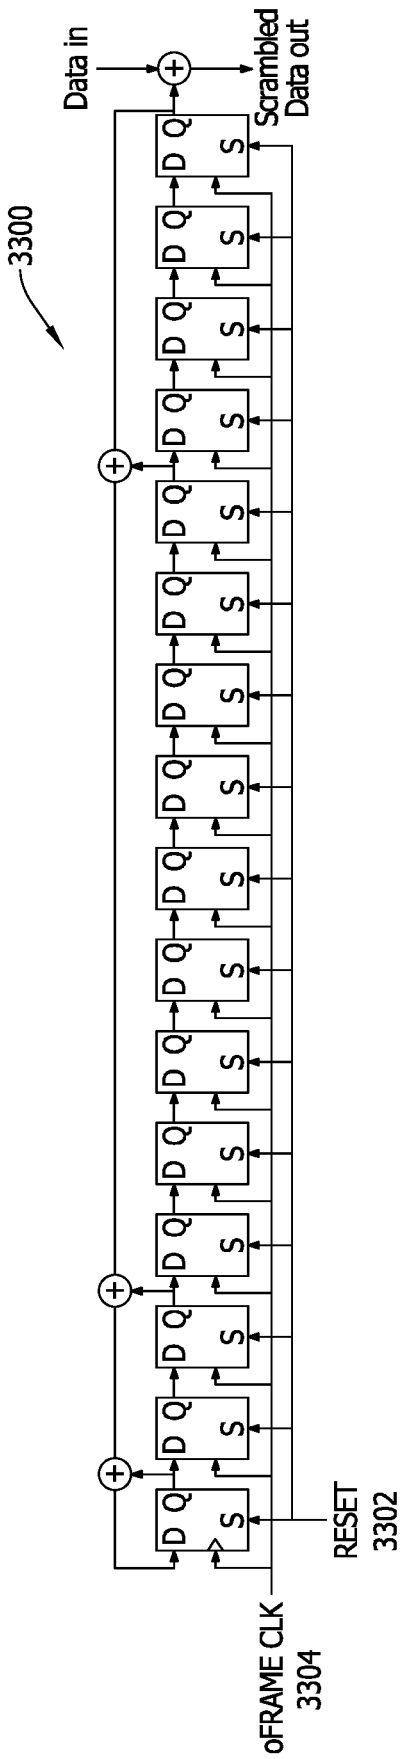 3300
Data in
D Q D Q D Q D Q D Q D Q D Q D Q D Q D Q D Q D Q D Q D Q D Q D Q
S S S S S S S S S S S S S S S S
Scrambled
Data out
oFRAME CLK
3304
RESET
3302